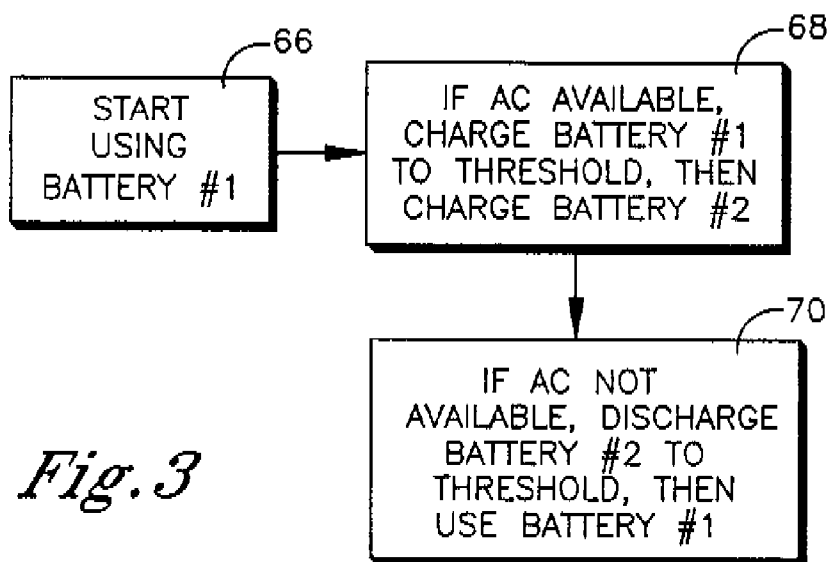 66
START
USING
BATTERY #1
68
IF AC AVAILABLE,
CHARGE BATTERY #1
TO THRESHOLD, THEN
CHARGE BATTERY #2
70
IF AC NOT
AVAILABLE, DISCHARGE
BATTERY #2 TO
THRESHOLD, THEN
USE BATTERY #1
Fig. 3